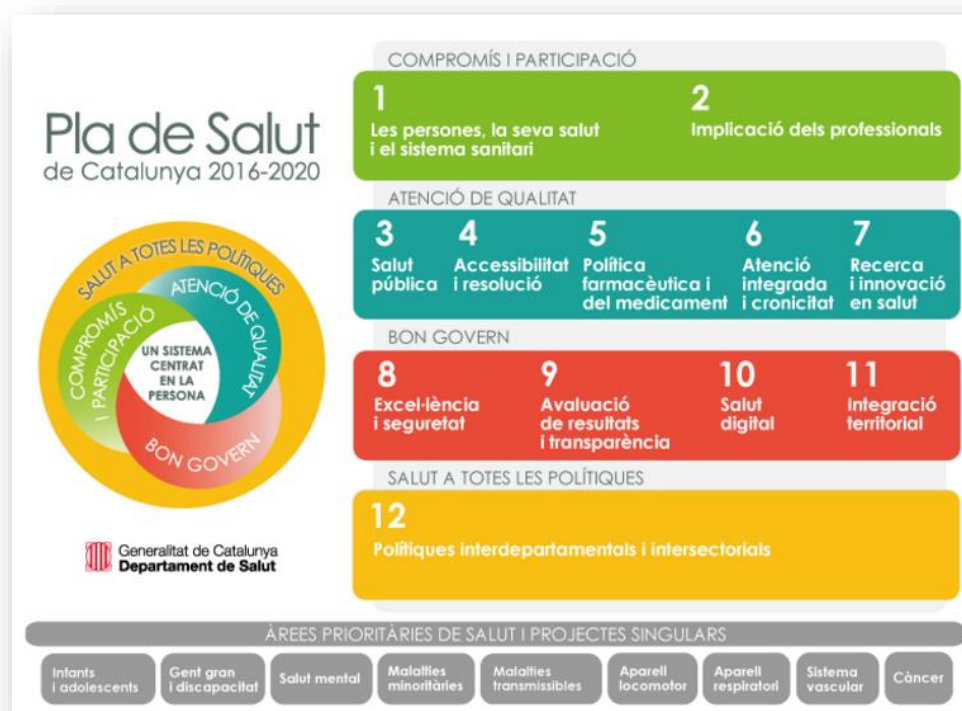 Pla de Salut
de Catalunya 2016-2020
SALUT A TOTES LES POLÍTIQUES
ATENCIÓ DE QUALITAT
COMPROMÍS
I PARTICIPACIÓ
BON GOVERN
UN SISTEMA
CENTRAT
EN LA
PERSONA
Generalitat de Catalunya
Departament de Salut
COMPROMÍS I PARTICIPACIÓ
1
Les persones, la seva salut
i el sistema sanitari
2
Implicació dels professionals
ATENCIÓ DE QUALITAT
3
Salut
pública
4
Accessibilitat
i resolució
5
Política
farmacèutica i
del medicament
6
Atenció
integrada
i cronicitat
7
Recerca
i innovació
en salut
BON GOVERN
8
Excel·lència
i seguretat
9
Avaluació
de resultats
i transparència
10
Salut
digital
11
Integració
territorial
SALUT A TOTES LES POLÍTIQUES
12
Polítiques interdepartamentals i intersectorials
ÀREES PRIORITÀRIES DE SALUT I PROJECTES SINGULARS
Infants
i adolescents
Gent gran
i discapacitat
Salut mental
Malalties
minoritàries
Malalties
transmissibles
Aparell
locomotor
Aparell
respiratori
Sistema
vascular
Càncer